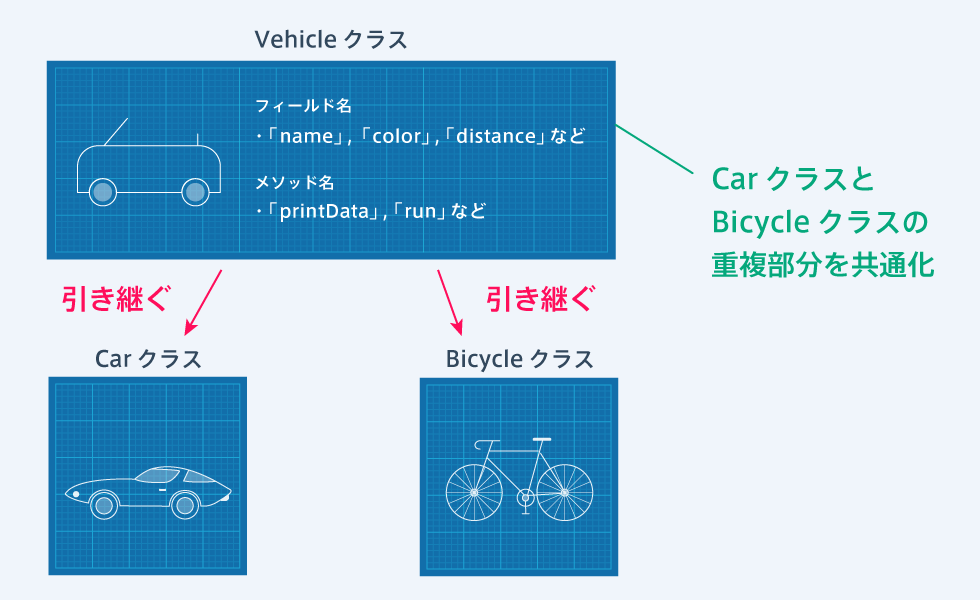 Vehicle クラス
フィールド名
・「name」,「color」,「distance」など
メソッド名
・「printData」,「run」など
Car クラスと
Bicycle クラスの
重複部分を共通化
引き継ぐ
引き継ぐ
Car クラス
Bicycle クラス